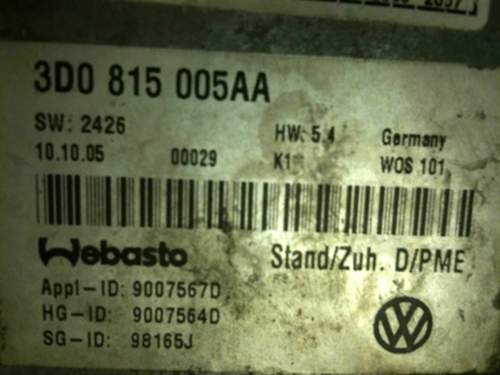 3D0 815 005AA
SW: 2426 HW: 5.4 Germany
10.10.05 00029 K1 WOS 101
Webasto Stand/Zuh. D/PME
Appl-ID: 9007567D
HG-ID: 9007564D
SG-ID: 98165J